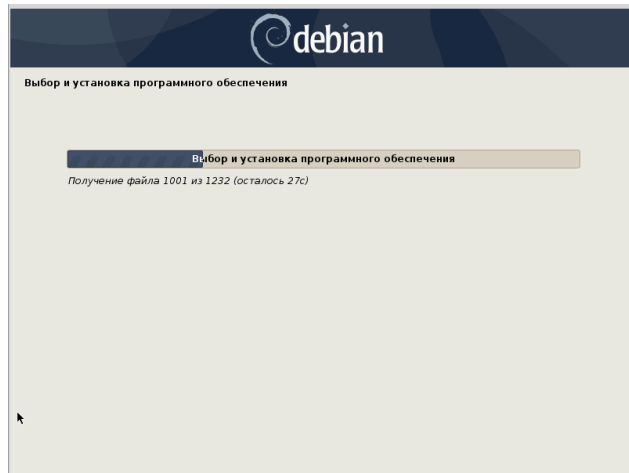 debian
Выбор и установка программного обеспечения
Выбор и установка программного обеспечения
Получение файла 1001 из 1232 (осталось 27с)